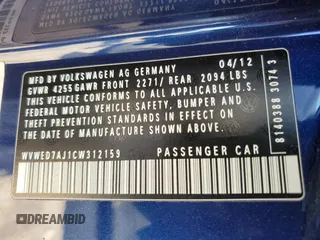 MFD BY VOLKSWAGEN AG GERMANY 04/12
GVWR 4255 GAWR FRONT 2271/ REAR 2094 LBS
THIS VEHICLE CONFORMS TO ALL APPLICABLE U.S.
FEDERAL MOTOR VEHICLE SAFETY, BUMPER AND
THEFT PREVENTION STANDARDS IN EFFECT ON THE
DATE OF MANUFACTURE SHOWN ABOVE.
WVWED7AJ1CW312159 PASSENGER CAR
8140388 3074 3
DREAMBID